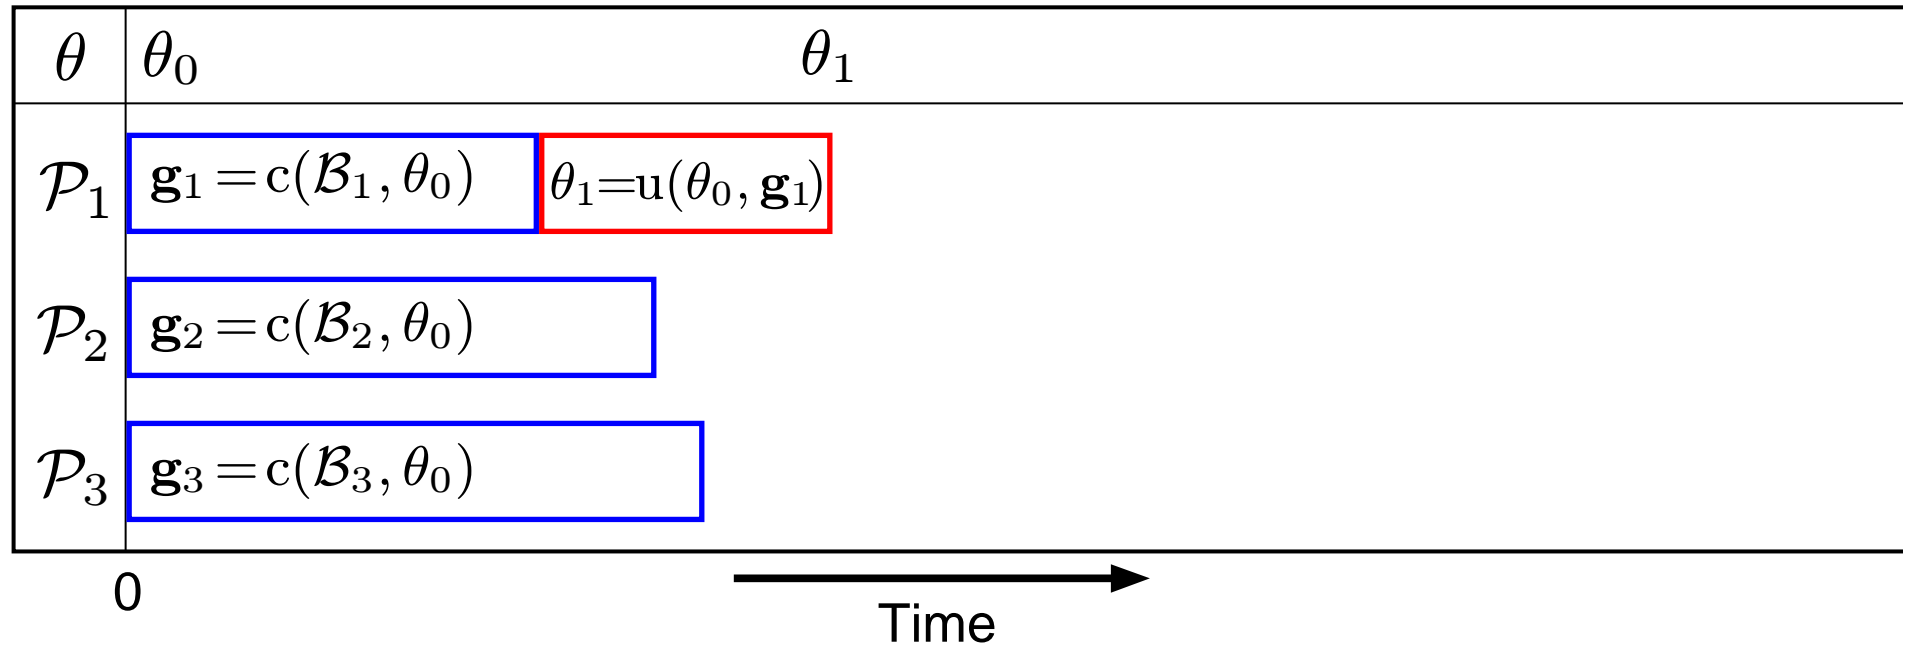 θ θ₀ θ₁
𝒫₁ 𝐠₁ = c(ℬ₁, θ₀) θ₁=u(θ₀, 𝐠₁)
𝒫₂ 𝐠₂ = c(ℬ₂, θ₀)
𝒫₃ 𝐠₃ = c(ℬ₃, θ₀)
0
Time